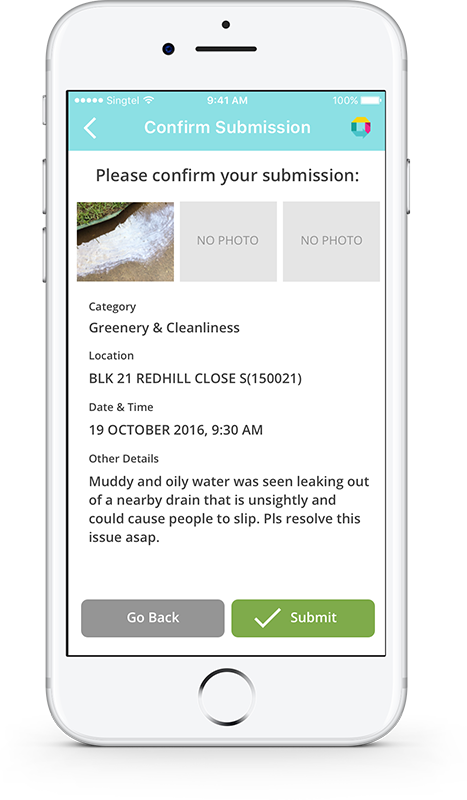 Singtel 9:41 AM 100%
Confirm Submission
Please confirm your submission:
NO PHOTO NO PHOTO
Category
Greenery & Cleanliness
Location
BLK 21 REDHILL CLOSE S(150021)
Date & Time
19 OCTOBER 2016, 9:30 AM
Other Details
Muddy and oily water was seen leaking out
of a nearby drain that is unsightly and
could cause people to slip. Pls resolve this
issue asap.
Go Back Submit